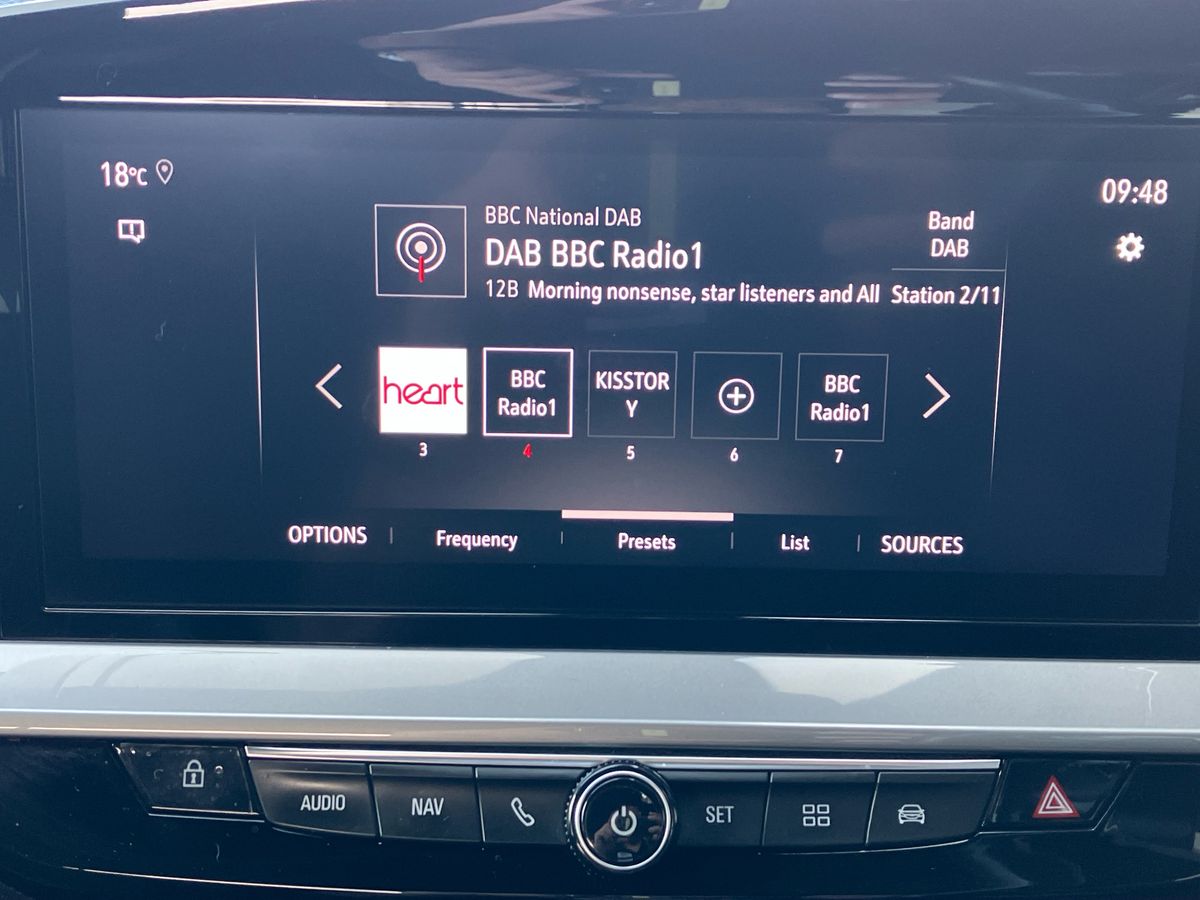 18°C
09:48
BBC National DAB
DAB BBC Radio1
12B Morning nonsense, star listeners and All
Band
DAB
Station 2/11
heart
BBC
Radio1
KISSTOR
Y
BBC
Radio1
3
4
5
6
7
OPTIONS
Frequency
Presets
List
SOURCES
AUDIO
NAV
SET